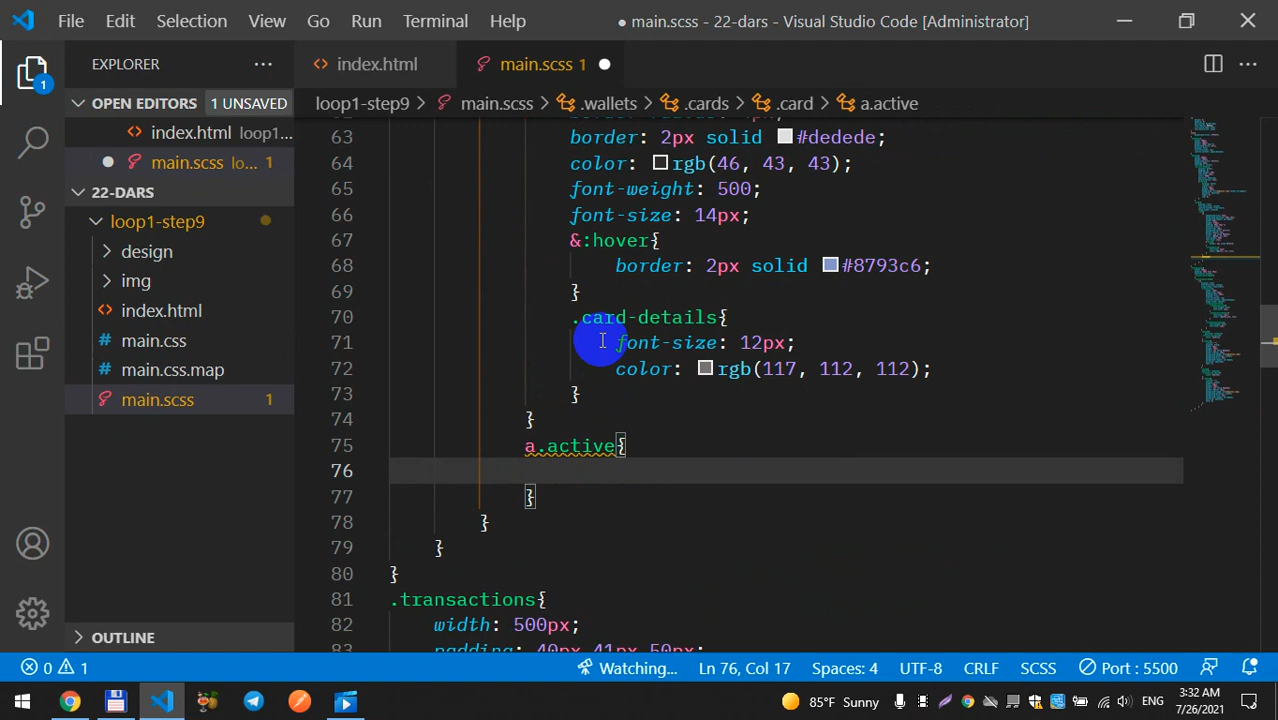 File Edit Selection View Go Run Terminal Help ● main.scss - 22-dars - Visual Studio Code [Administrator]
EXPLORER ···
index.html main.scss 1
OPEN EDITORS 1 UNSAVED
loop1-step9 > main.scss > .wallets > .cards > .card > a.active
index.html loop1...
main.scss lo... 1
22-DARS
loop1-step9
design
img
index.html
main.css
main.css.map
main.scss 1
OUTLINE
63 border: 2px solid #dedede;
64 color: rgb(46, 43, 43);
65 font-weight: 500;
66 font-size: 14px;
67 &:hover{
68 border: 2px solid #8793c6;
69 }
70 .card-details{
71 font-size: 12px;
72 color: rgb(117, 112, 112);
73 }
74 }
75 a.active{
76
77 }
78 }
79 }
80 }
81 .transactions{
82 width: 500px;
83 padding: 40px 41px 50px;
0 1 Watching... Ln 76, Col 17 Spaces: 4 UTF-8 CRLF SCSS Port : 5500
85°F Sunny ENG 3:32 AM
7/26/2021